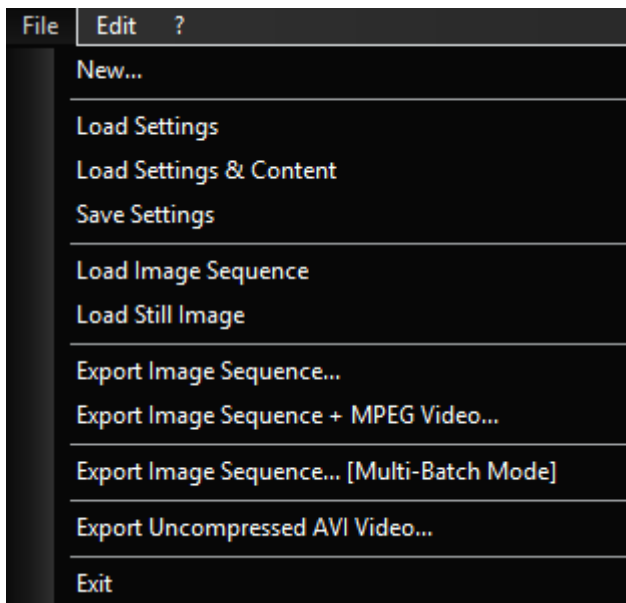 File Edit ?
New...
Load Settings
Load Settings & Content
Save Settings
Load Image Sequence
Load Still Image
Export Image Sequence...
Export Image Sequence + MPEG Video...
Export Image Sequence... [Multi-Batch Mode]
Export Uncompressed AVI Video...
Exit